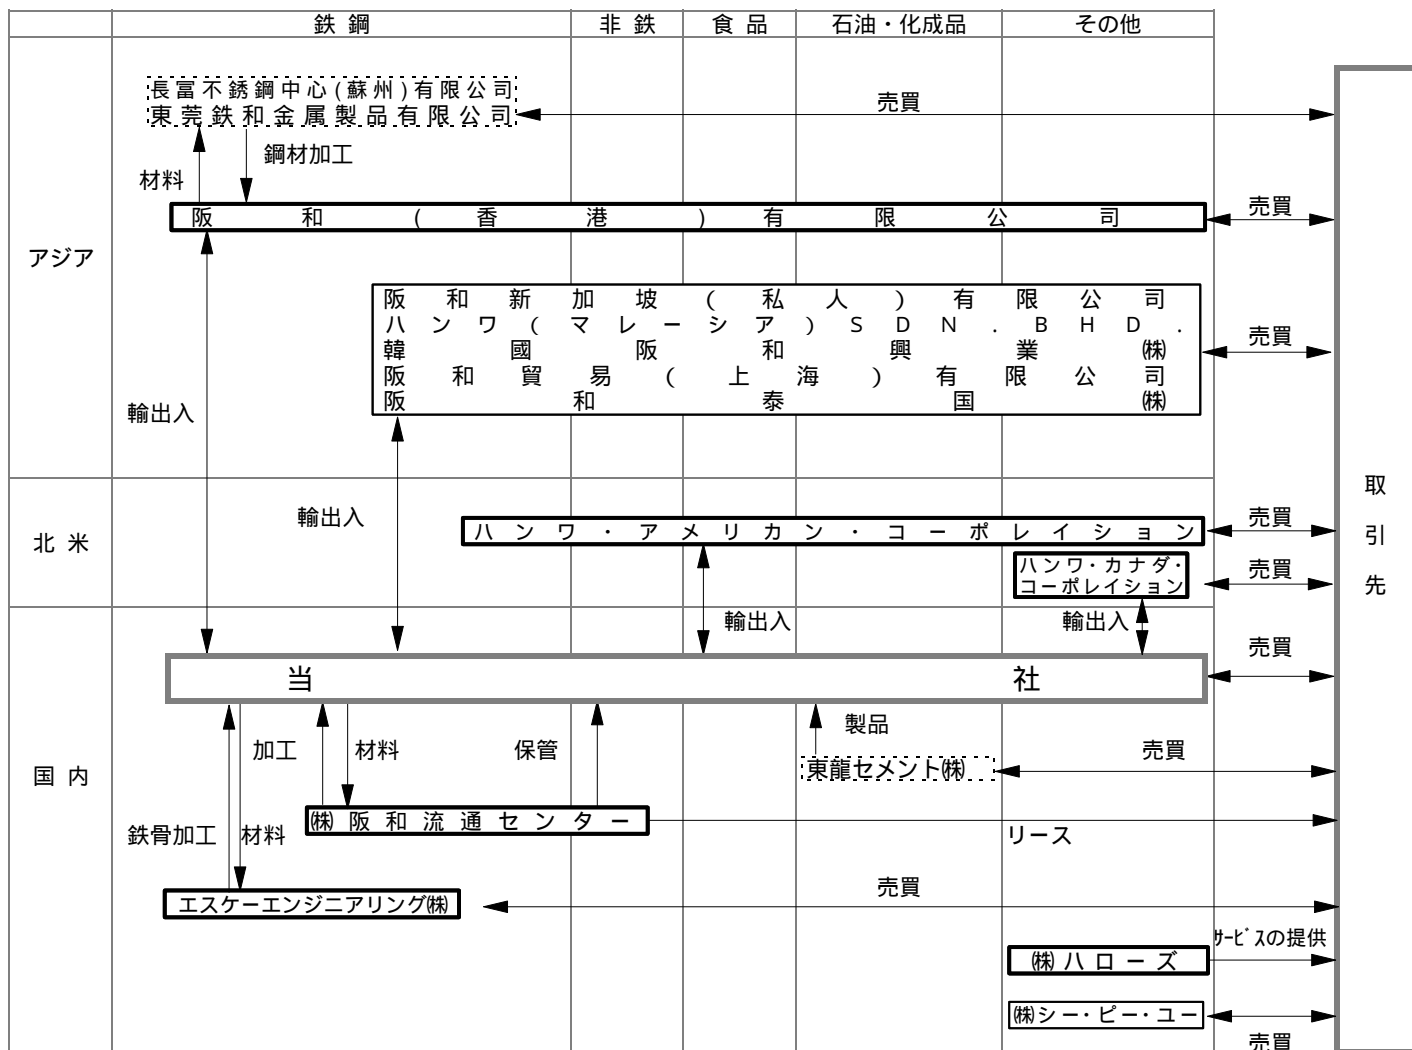 鉄鋼 非鉄 食品 石油・化成品 その他
長冨不銹鋼中心(蘇州)有限公司
東莞鉄和金属製品有限公司
売買
鋼材加工
材料
阪和(香港)有限公司
売買
アジア
阪和新加坡(私人)有限公司
ハンワ(マレーシア)SDN.BHD.
韓國阪和興業㈱
阪和貿易(上海)有限公司
阪和泰国㈱
売買
輸出入
輸出入
北米
ハンワ・アメリカン・コーポレイション
売買
ハンワ・カナダ・
コーポレイション
売買
取引先
輸出入
輸出入
当社
売買
国内
加工
材料
保管
製品
東龍セメント㈱
売買
㈱阪和流通センター
リース
鉄骨加工
材料
エスケーエンジニアリング㈱
売買
㈱ハローズ
ｻｰﾋﾞｽの提供
㈱シー・ピー・ユー
売買